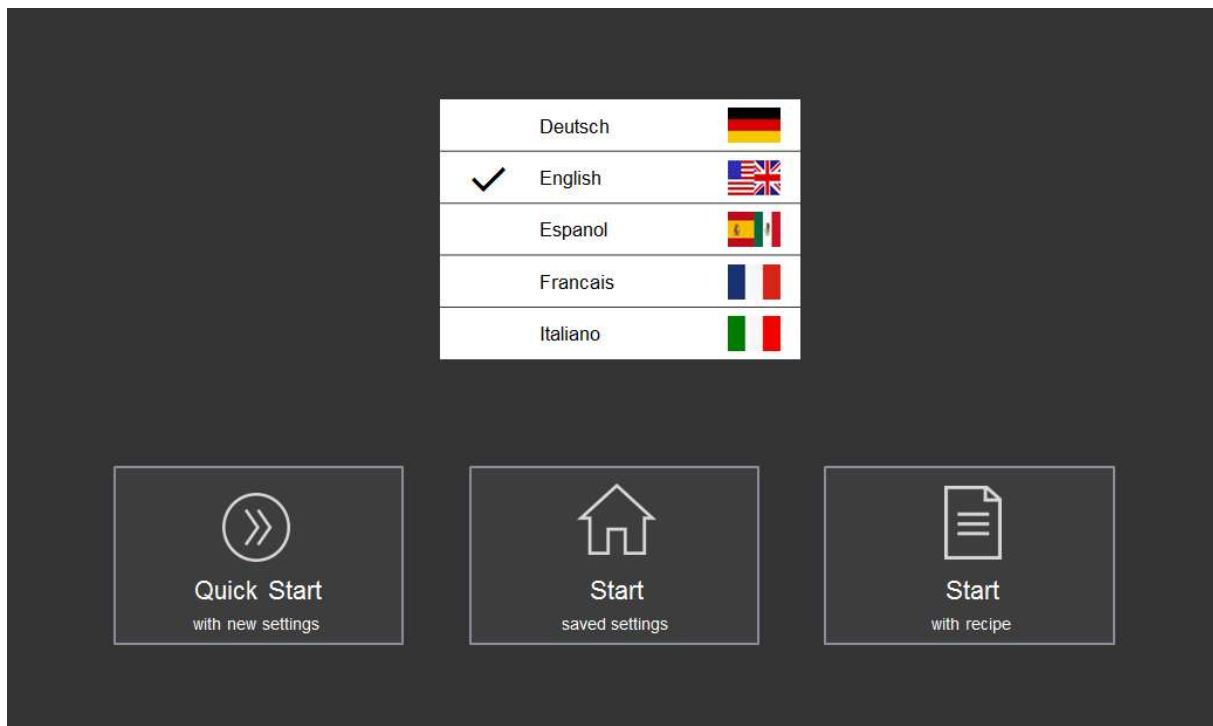 Deutsch
English
Espanol
Francais
Italiano
Quick Start
with new settings
Start
saved settings
Start
with recipe